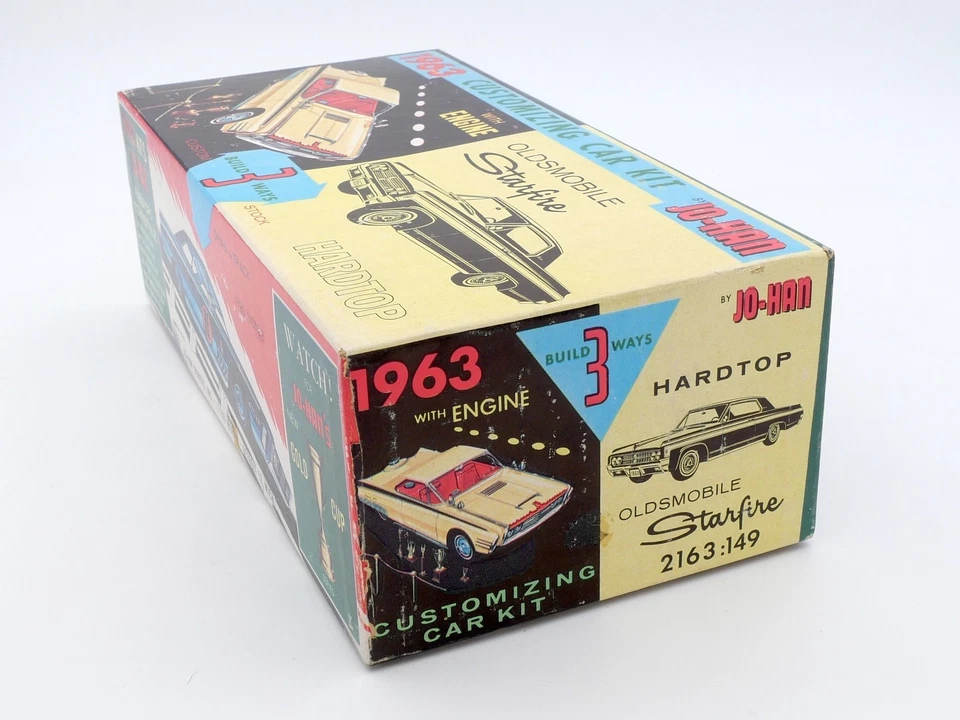 1963 CUSTOMIZING CAR KIT BY JO-HAN
WITH
ENGINE
OLDSMOBILE
Starfire
CUSTOM
BUILD 3 WAYS
STOCK
HARDTOP
WATCH!
FOR
JO-HAN'S
GOLD
CUP
1963
WITH ENGINE
BUILD 3 WAYS
BY JO-HAN
HARDTOP
OLDSMOBILE
Starfire
2163:149
CUSTOMIZING
CAR KIT